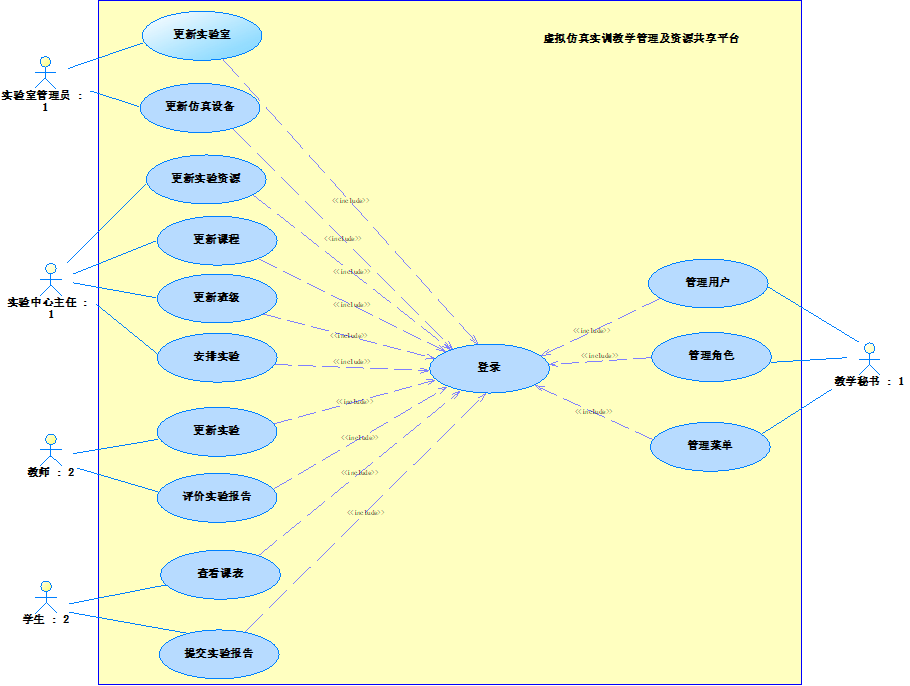 更新实验室
虚拟仿真实训教学管理及资源共享平台
实验室管理员 ：
1
更新仿真设备
更新实验资源
<<include>>
更新课程
<<include>>
<<include>>
实验中心主任 ：
1
更新班级
<<include>>
管理用户
<<include>>
<<include>>
安排实验
<<include>>
登录
<<include>>
管理角色
教学秘书 ： 1
<<include>>
<<include>>
更新实验
<<include>>
管理菜单
教师 ： 2
<<include>>
评价实验报告
<<include>>
查看课表
学生 ： 2
提交实验报告